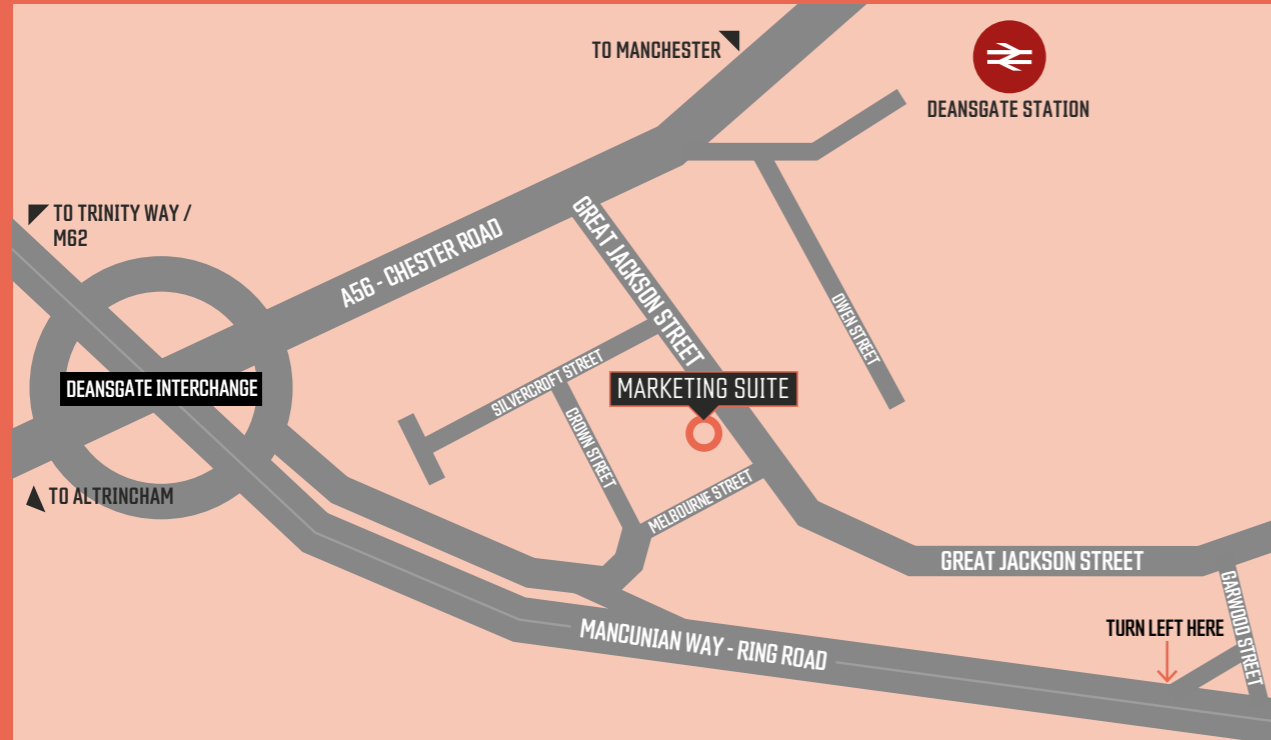 TO MANCHESTER
DEANSGATE STATION
TO TRINITY WAY /
M62
A56 - CHESTER ROAD
GREAT JACKSON STREET
OWEN STREET
SILVERCROFT STREET
DEANSGATE INTERCHANGE
MARKETING SUITE
CROWN STREET
MELBOURNE STREET
TO ALTRINCHAM
GREAT JACKSON STREET
GARWOOD STREET
TURN LEFT HERE
MANCUNIAN WAY - RING ROAD